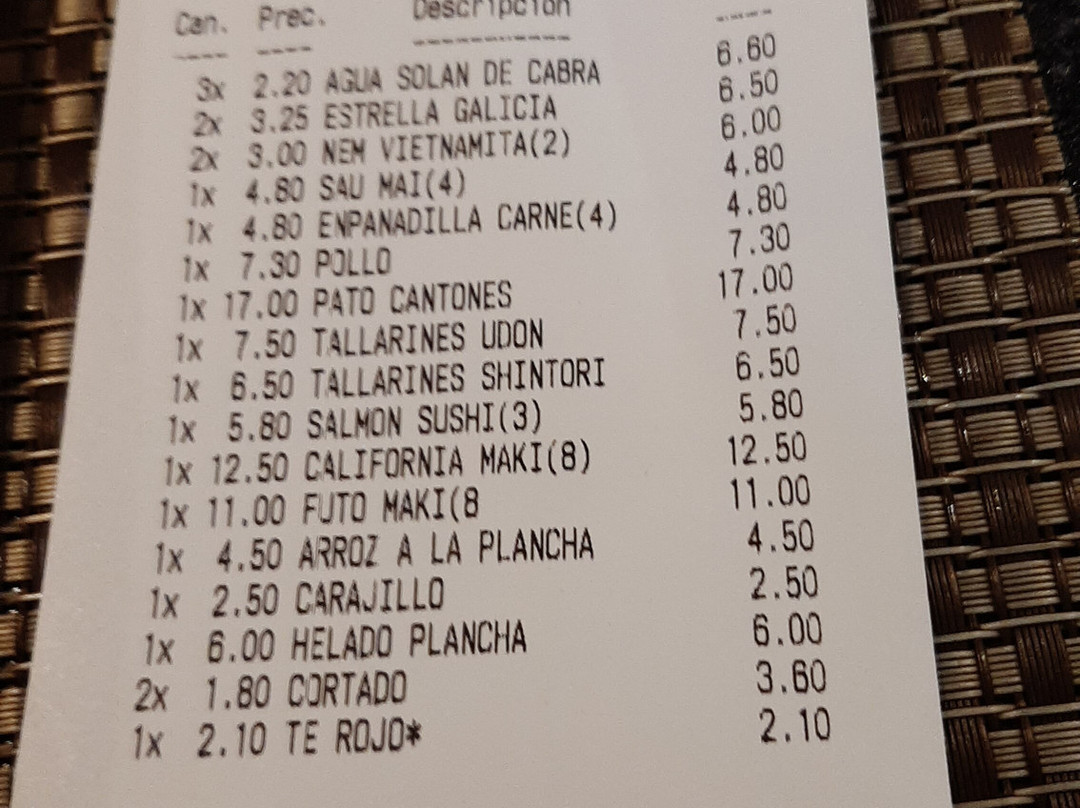 Can. Prec. Descripcion
---- ---- ----------- ----
3x 2.20 AGUA SOLAN DE CABRA 6.60
2x 3.25 ESTRELLA GALICIA 6.50
2x 3.00 NEM VIETNAMITA(2) 6.00
1x 4.80 SAU MAI(4) 4.80
1x 4.80 ENPANADILLA CARNE(4) 4.80
1x 7.30 POLLO 7.30
1x 17.00 PATO CANTONES 17.00
1x 7.50 TALLARINES UDON 7.50
1x 6.50 TALLARINES SHINTORI 6.50
1x 5.80 SALMON SUSHI(3) 5.80
1x 12.50 CALIFORNIA MAKI(8) 12.50
1x 11.00 FUTO MAKI(8 11.00
1x 4.50 ARROZ A LA PLANCHA 4.50
1x 2.50 CARAJILLO 2.50
1x 6.00 HELADO PLANCHA 6.00
2x 1.80 CORTADO 3.60
1x 2.10 TE ROJO* 2.10